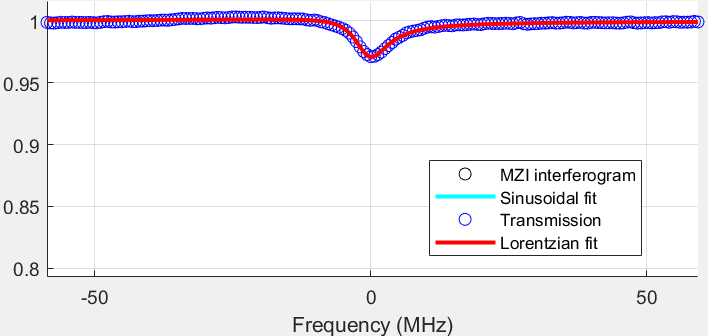 1
0.95
0.9
0.85
0.8
MZI interferogram
Sinusoidal fit
Transmission
Lorentzian fit
-50 0 50
Frequency (MHz)